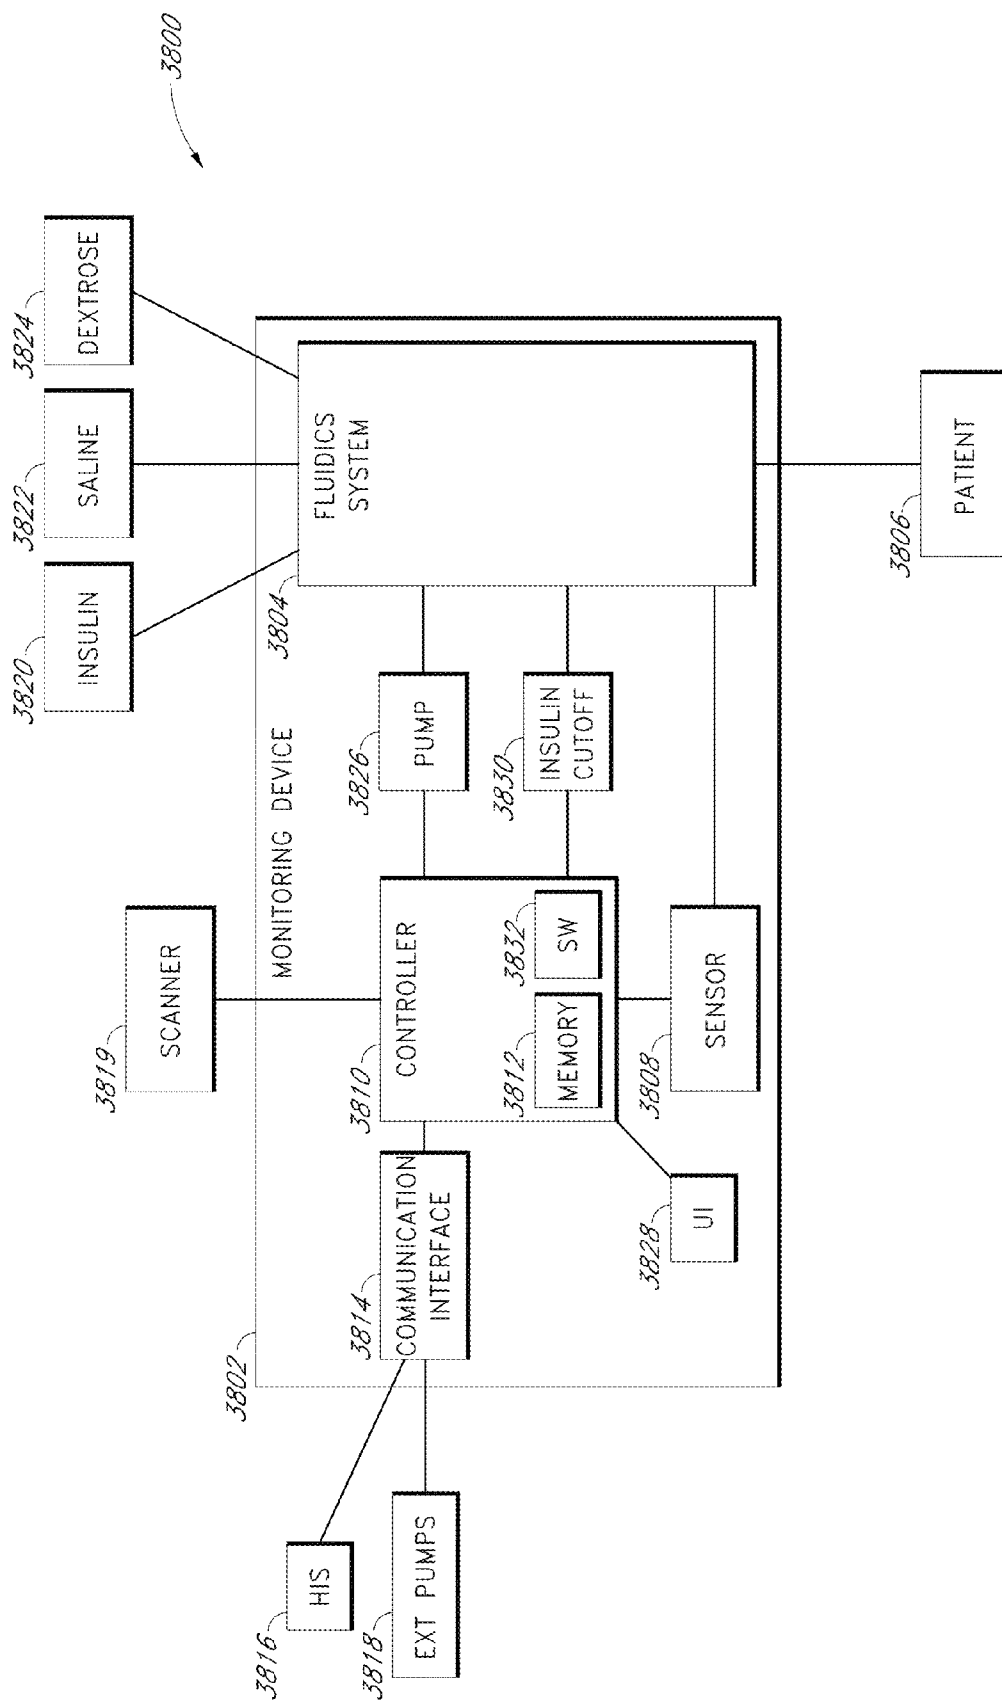 3800
3824
DEXTROSE
3822
SALINE
3820
INSULIN
3819
SCANNER
3802
MONITORING DEVICE
3804
FLUIDICS
SYSTEM
3826
PUMP
3830
INSULIN
CUTOFF
3810
CONTROLLER
3812
MEMORY
3832
SW
3814
COMMUNICATION
INTERFACE
3816
HIS
3818
EXT PUMPS
3828
UI
3808
SENSOR
3806
PATIENT